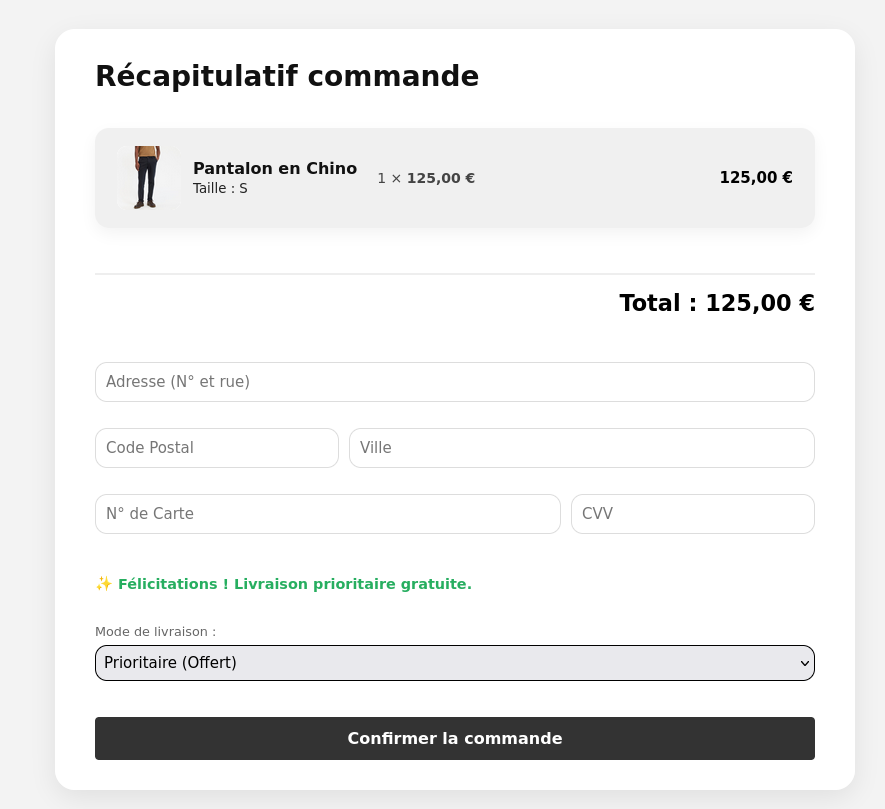 Récapitulatif commande
Pantalon en Chino
Taille : S
1 × 125,00 €
125,00 €
Total : 125,00 €
Adresse (N° et rue)
Code Postal
Ville
N° de Carte
CVV
✨ Félicitations ! Livraison prioritaire gratuite.
Mode de livraison :
Prioritaire (Offert)
Confirmer la commande